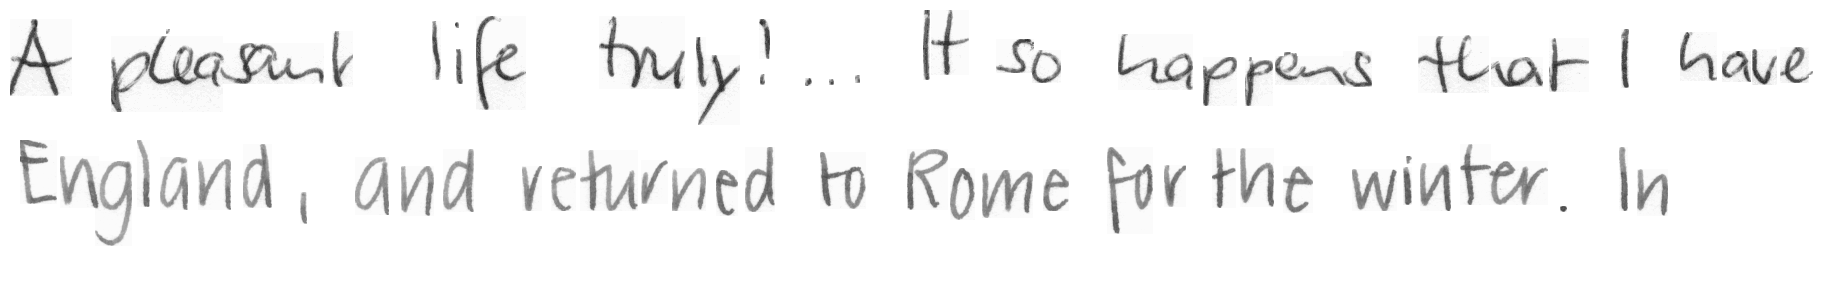 A pleasant life truly!... It so happens that I have
England, and returned to Rome for the winter. In